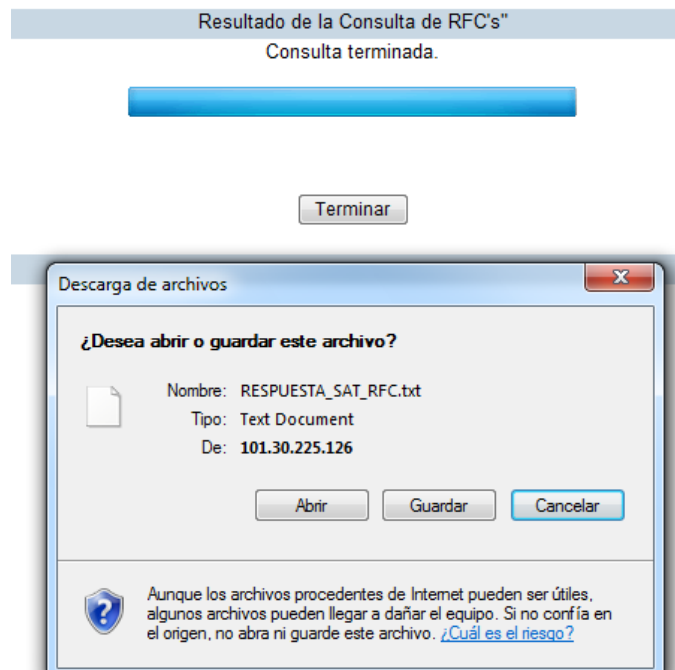 Resultado de la Consulta de RFC's"
Consulta terminada.
Terminar
Descarga de archivos
¿Desea abrir o guardar este archivo?
Nombre: RESPUESTA_SAT_RFC.txt
Tipo: Text Document
De: 101.30.225.126
Abrir Guardar Cancelar
Aunque los archivos procedentes de Internet pueden ser útiles,
algunos archivos pueden llegar a dañar el equipo. Si no confía en
el origen, no abra ni guarde este archivo. ¿Cuál es el riesgo?